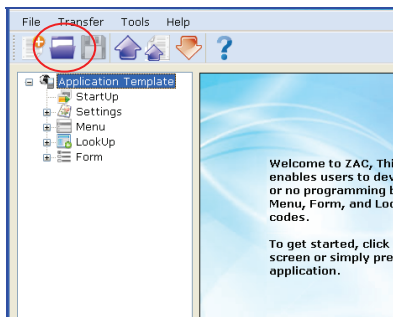 File Transfer Tools Help
Application Template
StartUp
Settings
Menu
LookUp
Form
Welcome to ZAC, Thi
enables users to dev
or no programming b
Menu, Form, and Loo
codes.
To get started, click
screen or simply pre
application.